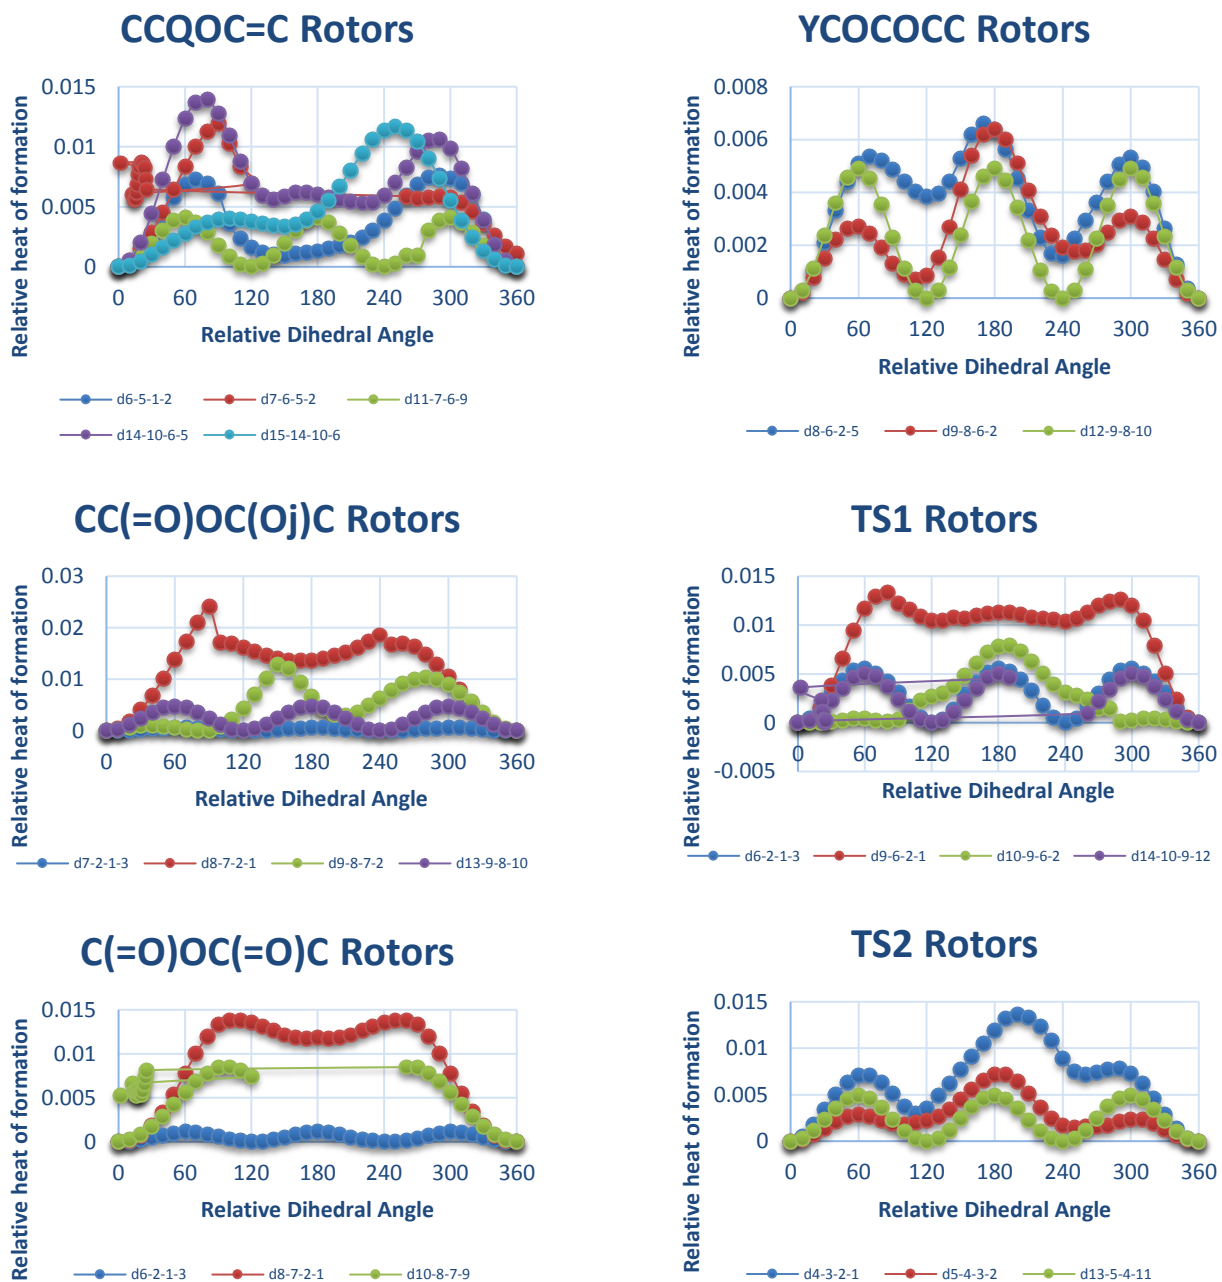 CCQOC=C Rotors
Relative heat of formation
0.015
0.01
0.005
0
0 60 120 180 240 300 360
Relative Dihedral Angle
d6-5-1-2 d7-6-5-2 d11-7-6-9
d14-10-6-5 d15-14-10-6
YCOCOCC Rotors
Relative heat of formation
0.008
0.006
0.004
0.002
0
0 60 120 180 240 300 360
Relative Dihedral Angle
d8-6-2-5 d9-8-6-2 d12-9-8-10
CC(=O)OC(Oj)C Rotors
Relative heat of formation
0.03
0.02
0.01
0
0 60 120 180 240 300 360
Relative Dihedral Angle
d7-2-1-3 d8-7-2-1 d9-8-7-2 d13-9-8-10
TS1 Rotors
Relative heat of formation
0.015
0.01
0.005
0
-0.005
0 60 120 180 240 300 360
Relative Dihedral Angle
d6-2-1-3 d9-6-2-1 d10-9-6-2 d14-10-9-12
C(=O)OC(=O)C Rotors
Relative heat of formation
0.015
0.01
0.005
0
0 60 120 180 240 300 360
Relative Dihedral Angle
d6-2-1-3 d8-7-2-1 d10-8-7-9
TS2 Rotors
Relative heat of formation
0.015
0.01
0.005
0
0 60 120 180 240 300 360
Relative Dihedral Angle
d4-3-2-1 d5-4-3-2 d13-5-4-11